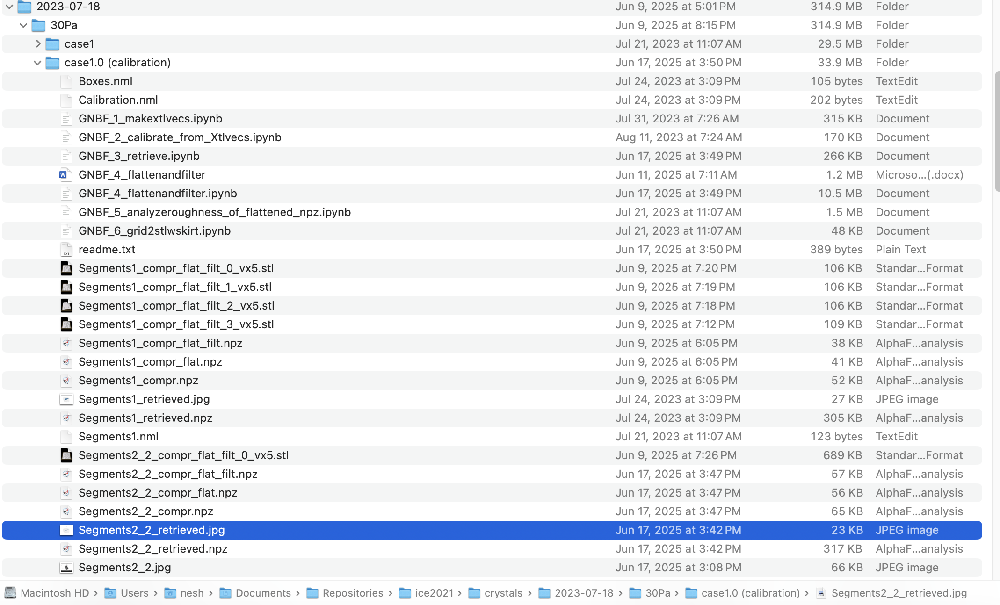 2023-07-18 Jun 9, 2025 at 5:01 PM 314.9 MB Folder
30Pa Jun 9, 2025 at 8:15 PM 314.9 MB Folder
case1 Jul 21, 2023 at 11:07 AM 29.5 MB Folder
case1.0 (calibration) Jun 17, 2025 at 3:50 PM 33.9 MB Folder
Boxes.nml Jul 24, 2023 at 3:09 PM 105 bytes TextEdit
Calibration.nml Jul 24, 2023 at 3:09 PM 202 bytes TextEdit
GNBF_1_makextlvecs.ipynb Jul 31, 2023 at 7:26 AM 315 KB Document
GNBF_2_calibrate_from_Xtlvecs.ipynb Aug 11, 2023 at 7:24 AM 170 KB Document
GNBF_3_retrieve.ipynb Jun 17, 2025 at 3:49 PM 266 KB Document
W GNBF_4_flattenandfilter Jun 11, 2025 at 7:11 AM 1.2 MB Microso...(.docx)
GNBF_4_flattenandfilter.ipynb Jun 17, 2025 at 3:49 PM 10.5 MB Document
GNBF_5_analyzeroughness_of_flattened_npz.ipynb Jul 21, 2023 at 11:07 AM 1.5 MB Document
GNBF_6_grid2stlwskirt.ipynb Jul 21, 2023 at 11:07 AM 48 KB Document
TXT readme.txt Jun 17, 2025 at 3:50 PM 389 bytes Plain Text
Segments1_compr_flat_filt_0_vx5.stl Jun 9, 2025 at 7:20 PM 106 KB Standar...Format
Segments1_compr_flat_filt_1_vx5.stl Jun 9, 2025 at 7:19 PM 106 KB Standar...Format
Segments1_compr_flat_filt_2_vx5.stl Jun 9, 2025 at 7:18 PM 106 KB Standar...Format
Segments1_compr_flat_filt_3_vx5.stl Jun 9, 2025 at 7:12 PM 109 KB Standar...Format
Segments1_compr_flat_filt.npz Jun 9, 2025 at 6:05 PM 38 KB AlphaF...analysis
Segments1_compr_flat.npz Jun 9, 2025 at 6:05 PM 41 KB AlphaF...analysis
Segments1_compr.npz Jun 9, 2025 at 6:05 PM 52 KB AlphaF...analysis
Segments1_retrieved.jpg Jul 24, 2023 at 3:09 PM 27 KB JPEG image
Segments1_retrieved.npz Jul 24, 2023 at 3:09 PM 305 KB AlphaF...analysis
Segments1.nml Jul 21, 2023 at 11:07 AM 123 bytes TextEdit
Segments2_2_compr_flat_filt_0_vx5.stl Jun 9, 2025 at 7:26 PM 689 KB Standar...Format
Segments2_2_compr_flat_filt.npz Jun 17, 2025 at 3:47 PM 57 KB AlphaF...analysis
Segments2_2_compr_flat.npz Jun 17, 2025 at 3:47 PM 56 KB AlphaF...analysis
Segments2_2_compr.npz Jun 17, 2025 at 3:47 PM 65 KB AlphaF...analysis
Segments2_2_retrieved.jpg Jun 17, 2025 at 3:42 PM 23 KB JPEG image
Segments2_2_retrieved.npz Jun 17, 2025 at 3:42 PM 317 KB AlphaF...analysis
Segments2_2.jpg Jun 17, 2025 at 3:08 PM 66 KB JPEG image
Macintosh HD › Users › nesh › Documents › Repositories › ice2021 › crystals › 2023-07-18 › 30Pa › case1.0 (calibration) › Segments2_2_retrieved.jpg